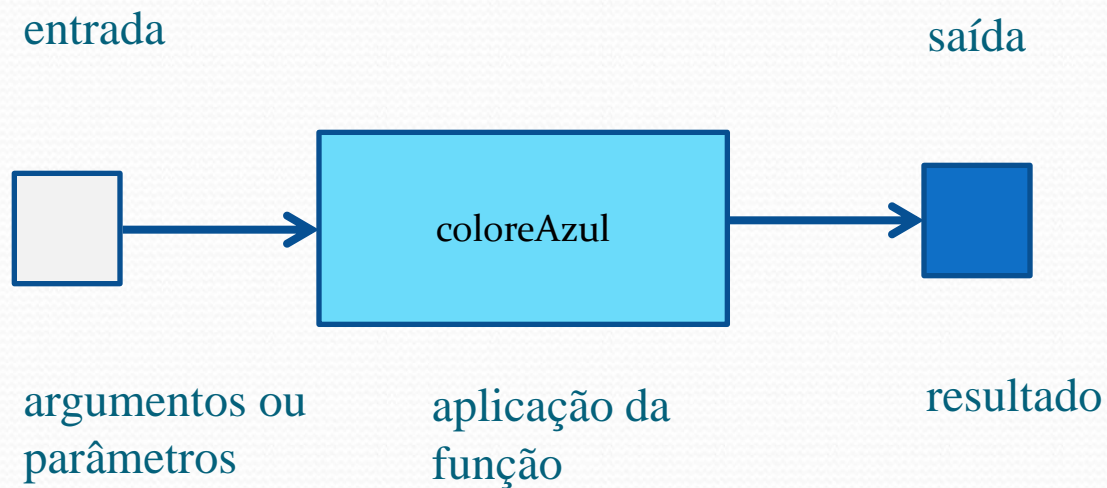 entrada
saída
coloreAzul
argumentos ou
parâmetros
aplicação da
função
resultado